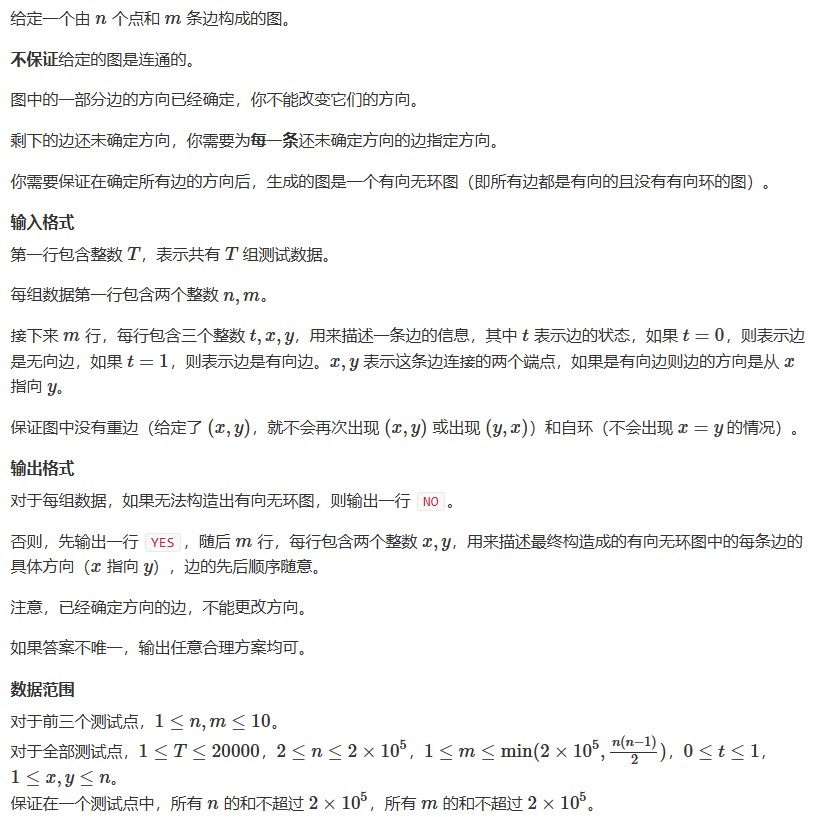 给定一个由 n 个点和 m 条边构成的图。
不保证给定的图是连通的。
图中的一部分边的方向已经确定，你不能改变它们的方向。
剩下的边还未确定方向，你需要为每一条还未确定方向的边指定方向。
你需要保证在确定所有边的方向后，生成的图是一个有向无环图（即所有边都是有向的且没有有向环的图）。
输入格式
第一行包含整数 T，表示共有 T 组测试数据。
每组数据第一行包含两个整数 n, m。
接下来 m 行，每行包含三个整数 t, x, y，用来描述一条边的信息，其中 t 表示边的状态，如果 t = 0，则表示边
是无向边，如果 t = 1，则表示边是有向边。x, y 表示这条边连接的两个端点，如果是有向边则边的方向是从 x
指向 y。
保证图中没有重边（给定了 (x, y)，就不会再次出现 (x, y) 或出现 (y, x)）和自环（不会出现 x = y 的情况）。
输出格式
对于每组数据，如果无法构造出有向无环图，则输出一行 NO 。
否则，先输出一行 YES ，随后 m 行，每行包含两个整数 x, y，用来描述最终构造成的有向无环图中的每条边的
具体方向（x 指向 y），边的先后顺序随意。
注意，已经确定方向的边，不能更改方向。
如果答案不唯一，输出任意合理方案均可。
数据范围
对于前三个测试点，1 ≤ n, m ≤ 10。
对于全部测试点，1 ≤ T ≤ 20000，2 ≤ n ≤ 2 × 10^5，1 ≤ m ≤ min(2 × 10^5, n(n−1)/2)，0 ≤ t ≤ 1，
1 ≤ x, y ≤ n。
保证在一个测试点中，所有 n 的和不超过 2 × 10^5，所有 m 的和不超过 2 × 10^5。